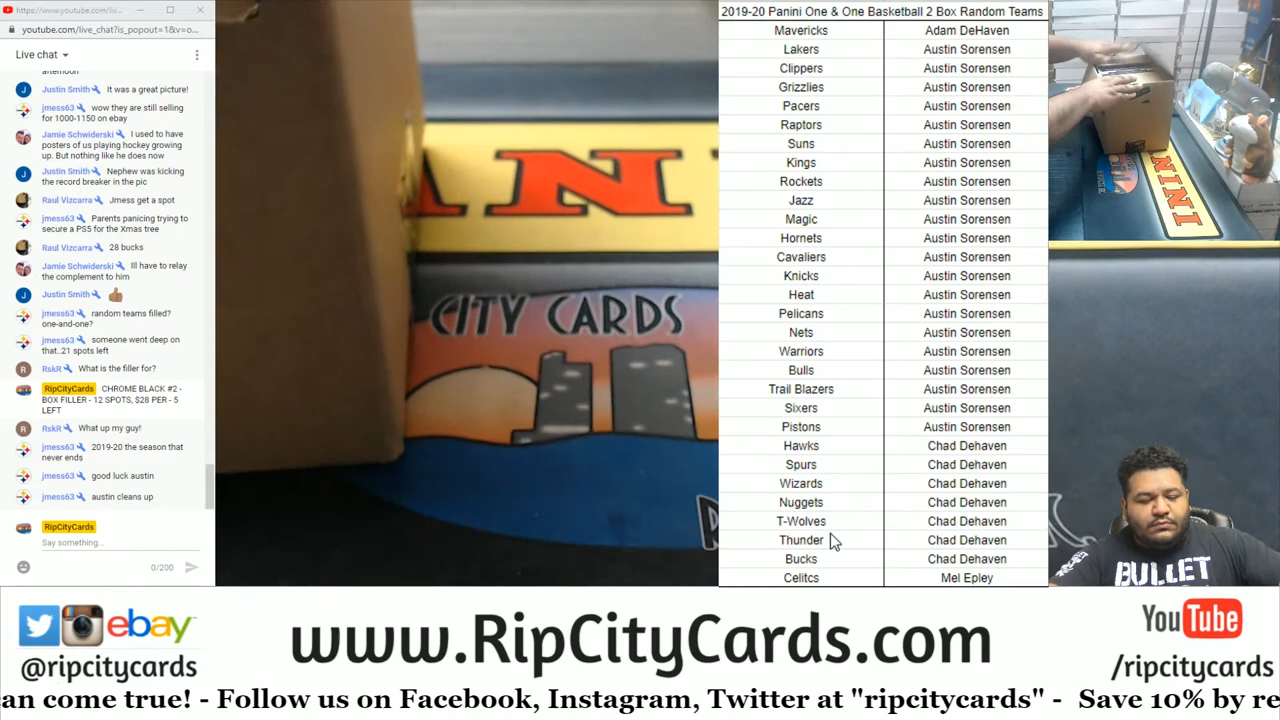 https://www.youtube.com/liv...
youtube.com/live_chat?is_popout=1&v=o...
Live chat
afternoon
Justin Smith It was a great picture!
jmess63 wow they are still selling
for 1000-1150 on ebay
Jamie Schwiderski I used to have
posters of us playing hockey growing
up. But nothing like he does now
Justin Smith Nephew was kicking
the record breaker in the pic
Raul Vizcarra Jmess get a spot
jmess63 Parents panicing trying to
secure a PS5 for the Xmas tree
Raul Vizcarra 28 bucks
Jamie Schwiderski Ill have to relay
the complement to him
Justin Smith
jmess63 random teams filled?
one-and-one?
jmess63 someone went deep on
that..21 spots left
RskR What is the filler for?
RipCityCards CHROME BLACK #2 -
BOX FILLER - 12 SPOTS, $28 PER - 5
LEFT
RskR What up my guy!
jmess63 2019-20 the season that
never ends
jmess63 good luck austin
jmess63 austin cleans up
RipCityCards
Say something...
0/200
NI
CITY CARDS
2019-20 Panini One & One Basketball 2 Box Random Teams
Mavericks Adam DeHaven
Lakers Austin Sorensen
Clippers Austin Sorensen
Grizzlies Austin Sorensen
Pacers Austin Sorensen
Raptors Austin Sorensen
Suns Austin Sorensen
Kings Austin Sorensen
Rockets Austin Sorensen
Jazz Austin Sorensen
Magic Austin Sorensen
Hornets Austin Sorensen
Cavaliers Austin Sorensen
Knicks Austin Sorensen
Heat Austin Sorensen
Pelicans Austin Sorensen
Nets Austin Sorensen
Warriors Austin Sorensen
Bulls Austin Sorensen
Trail Blazers Austin Sorensen
Sixers Austin Sorensen
Pistons Austin Sorensen
Hawks Chad Dehaven
Spurs Chad Dehaven
Wizards Chad Dehaven
Nuggets Chad Dehaven
T-Wolves Chad Dehaven
Thunder Chad Dehaven
Bucks Chad Dehaven
Celitcs Mel Epley
INI
BULLET
ebay
@ripcitycards
www.RipCityCards.com
YouTube
/ripcitycards
can come true! - Follow us on Facebook, Instagram, Twitter at "ripcitycards" - Save 10% by re